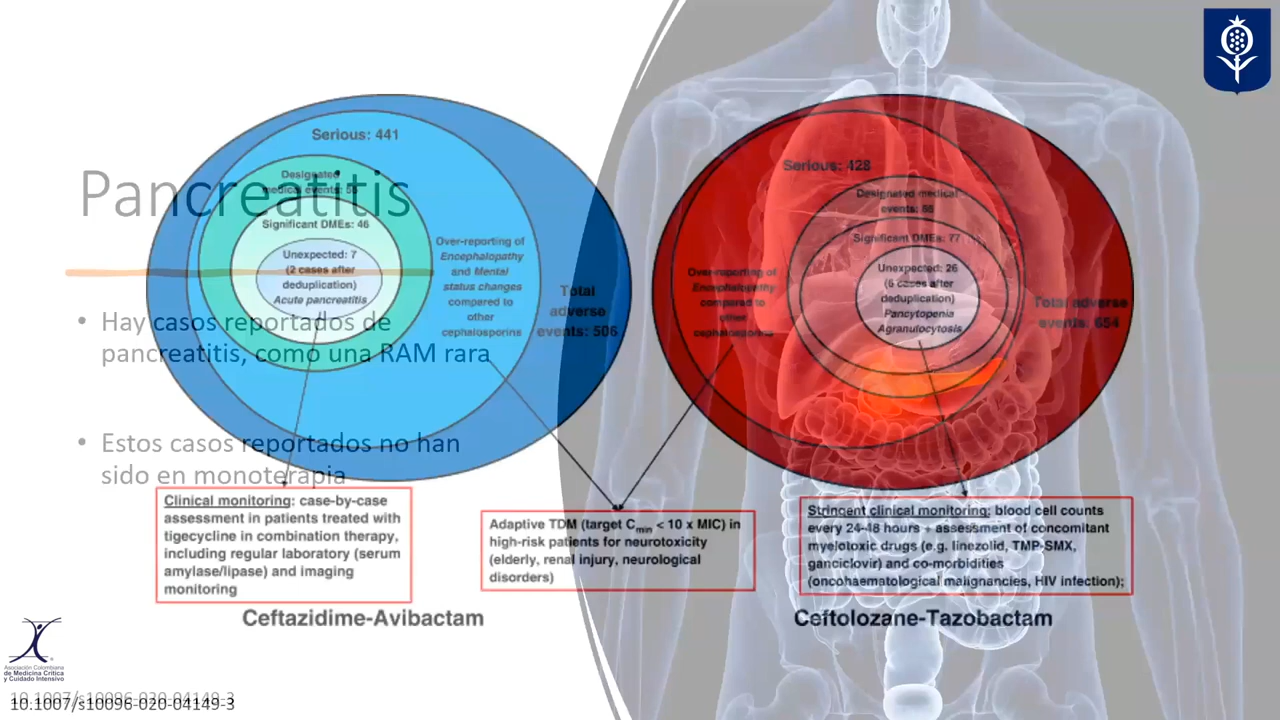 Pancreatitis
• Hay casos reportados de
pancreatitis, como una RAM rara
• Estos casos reportados no han
sido en monoterapia
Serious: 441
Designated
medical events: 55
Significant DMEs: 46
Unexpected: 7
(2 cases after
deduplication)
Acute pancreatitis
Over-reporting of
Encephalopathy
and Mental
status changes
compared to
other
cephalosporins
Total
adverse
events: 506
Clinical monitoring: case-by-case
assessment in patients treated with
tigecycline in combination therapy,
including regular laboratory (serum
amylase/lipase) and imaging
monitoring
Ceftazidime-Avibactam
Adaptive TDM (target Cmin < 10 x MIC) in
high-risk patients for neurotoxicity
(elderly, renal injury, neurological
disorders)
Serious: 428
Designated medical
events: 88
Significant DMEs: 77
Unexpected: 26
(6 cases after
deduplication)
Pancytopenia
Agranulocytosis
Over-reporting of
Encephalopathy
compared to
other
cephalosporins
Total adverse
events: 654
Stringent clinical monitoring: blood cell counts
every 24-48 hours + assessment of concomitant
myelotoxic drugs (e.g. linezolid, TMP-SMX,
ganciclovir) and co-morbidities
(oncohaematological malignancies, HIV infection);
Ceftolozane-Tazobactam
Asociación Colombiana
de Medicina Crítica
y Cuidado Intensivo
10.1007/s10096-020-04149-3
10.1007/s10096-020-04149-3